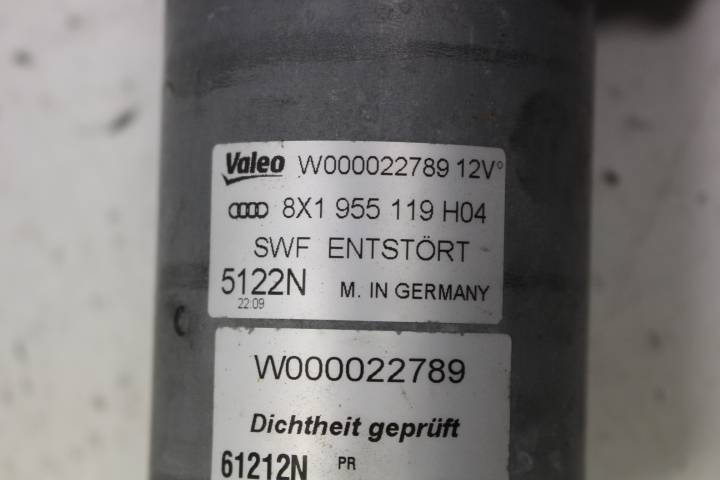 Valeo W000022789 12V°
8X1 955 119 H04
SWF ENTSTÖRT
5122N M. IN GERMANY
22:09
W000022789
Dichtheit geprüft
61212N PR